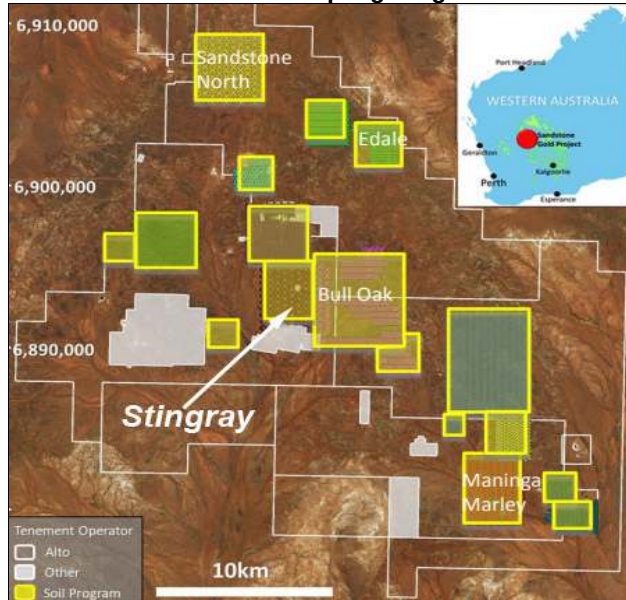 6,910,000
Sandstone
North
Edale
6,900,000
Bull Oak
6,890,000
Stingray
Maninga
Marley
Tenement Operator
Alto
Other
Soil Program
10km
Port Headland
WESTERN AUSTRALIA
Sandstone
Gold Project
Geraldton
Kalgoorlie
Perth
Esperance